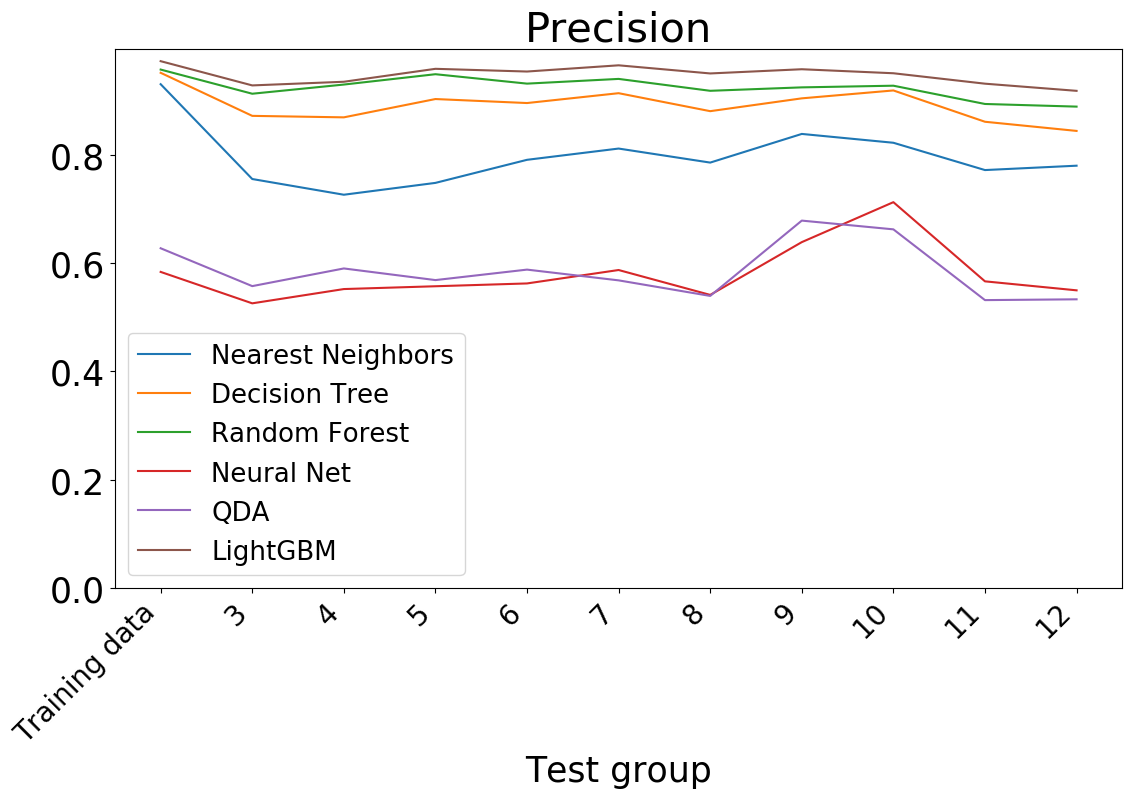 Precision
0.8
0.6
0.4
0.2
0.0
Nearest Neighbors
Decision Tree
Random Forest
Neural Net
QDA
LightGBM
Training data
3
4
5
6
7
8
9
10
11
12
Test group